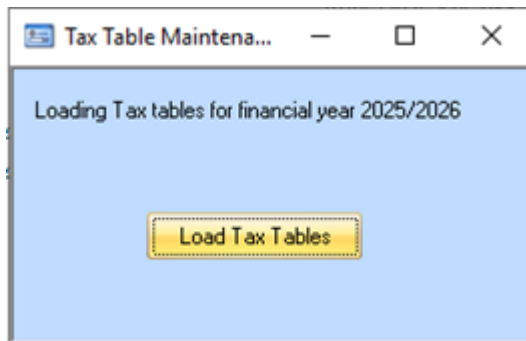 Tax Table Maintena...
Loading Tax tables for financial year 2025/2026
Load Tax Tables